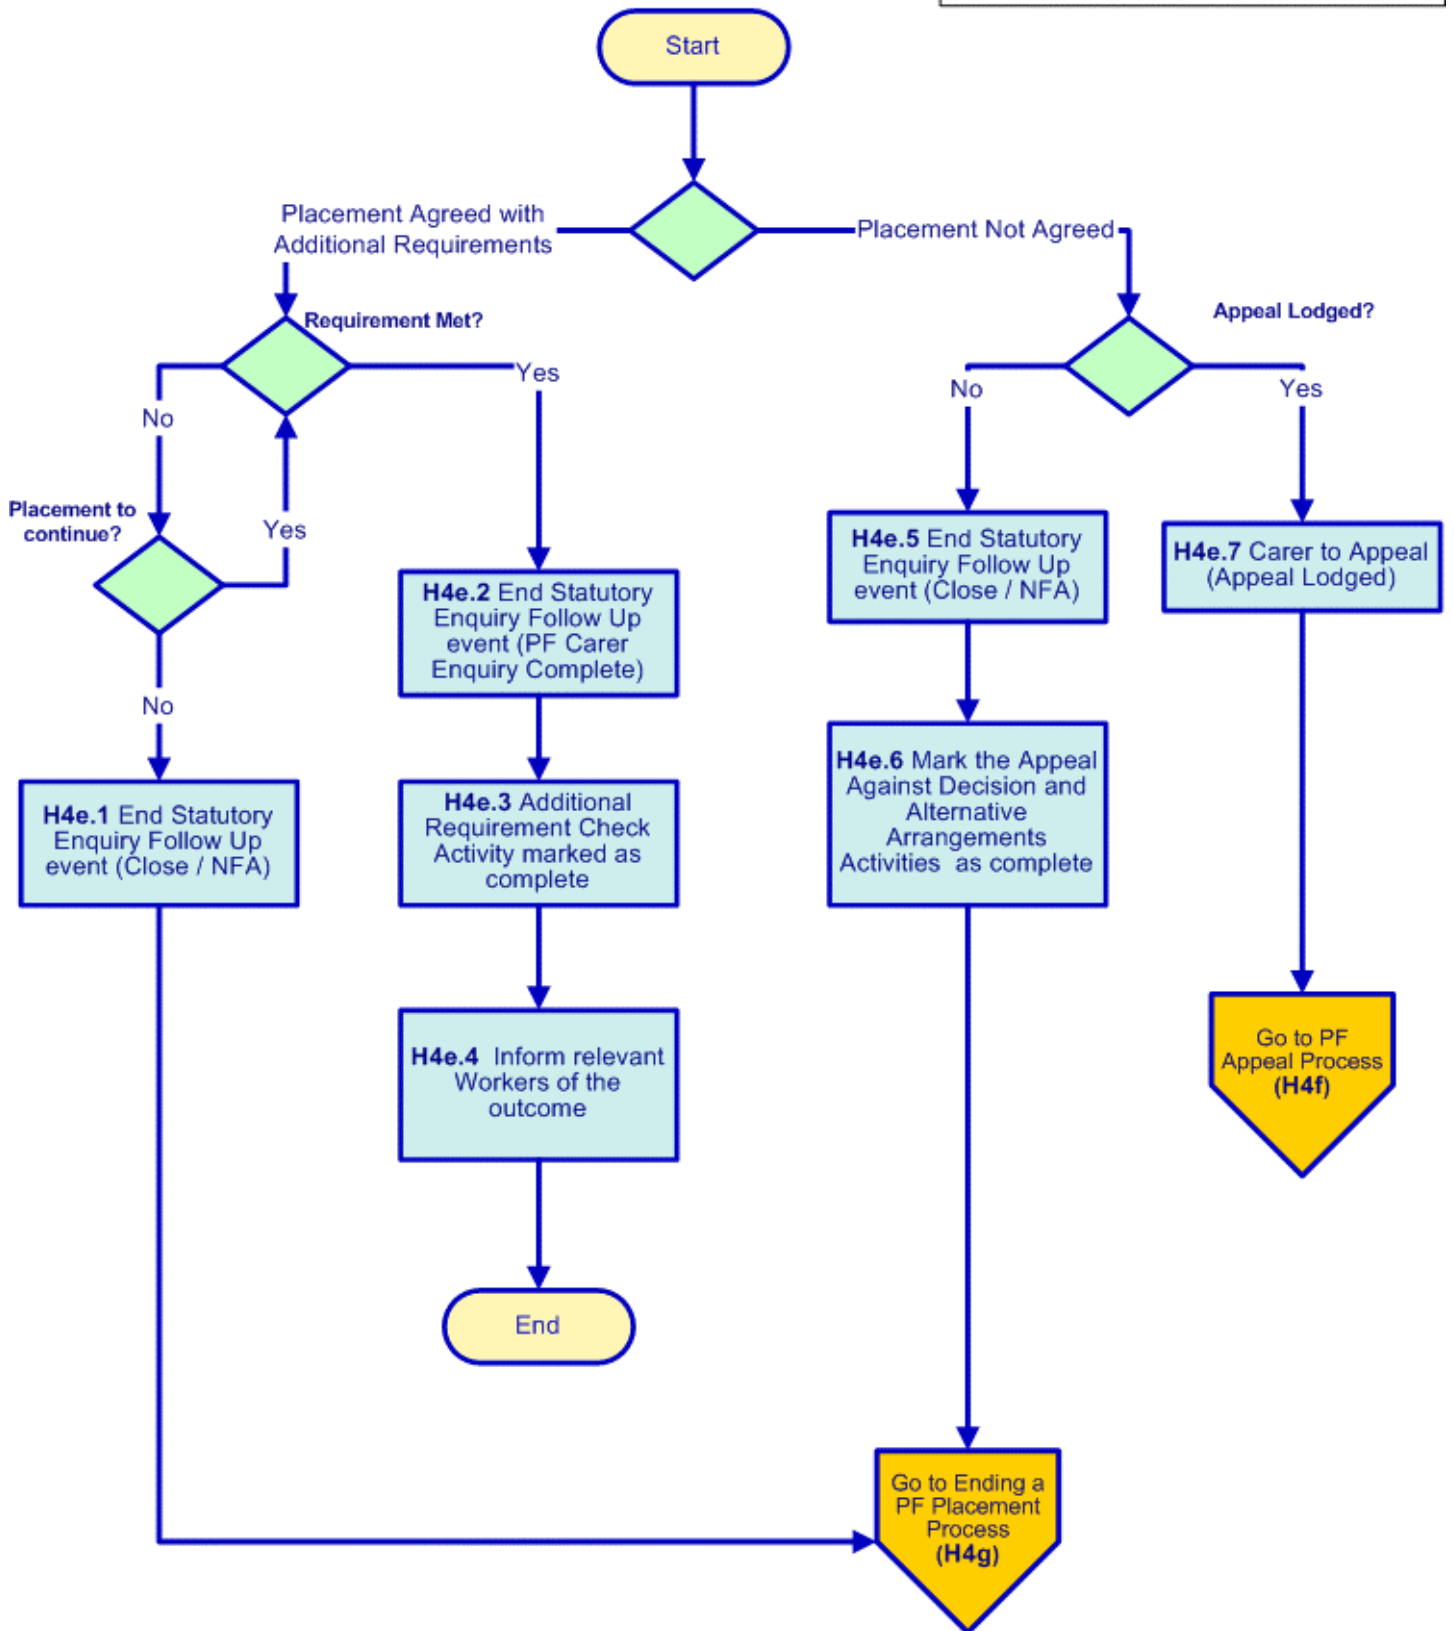 Start
Placement Agreed with
Additional Requirements
Placement Not Agreed
Requirement Met?
Appeal Lodged?
Yes
No
No
Yes
Placement to
continue?
Yes
H4e.5 End Statutory
Enquiry Follow Up
event (Close / NFA)
H4e.7 Carer to Appeal
(Appeal Lodged)
H4e.2 End Statutory
Enquiry Follow Up
event (PF Carer
Enquiry Complete)
No
H4e.1 End Statutory
Enquiry Follow Up
event (Close / NFA)
H4e.3 Additional
Requirement Check
Activity marked as
complete
H4e.6 Mark the Appeal
Against Decision and
Alternative
Arrangements
Activities as complete
H4e.4 Inform relevant
Workers of the
outcome
Go to PF
Appeal Process
(H4f)
End
Go to Ending a
PF Placement
Process
(H4g)